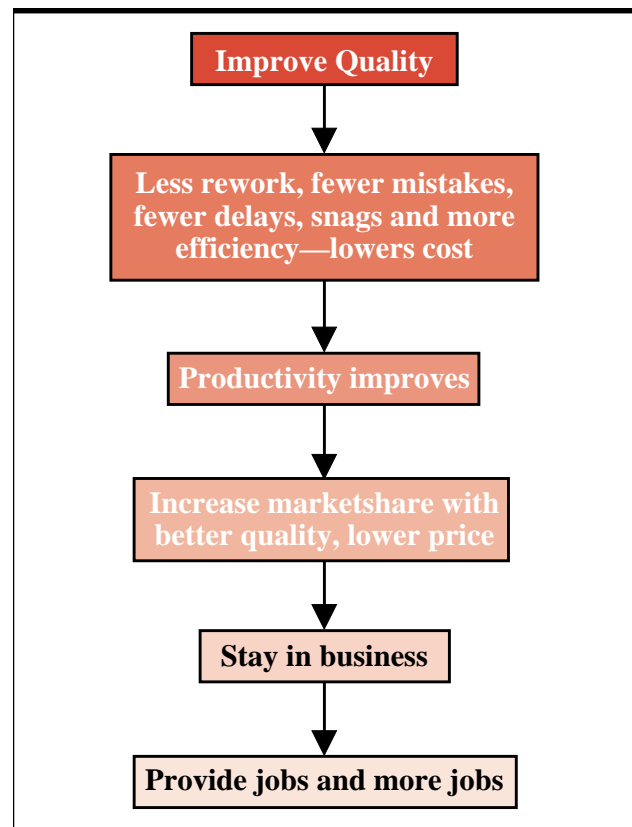 Improve Quality
Less rework, fewer mistakes,
fewer delays, snags and more
efficiency—lowers cost
Productivity improves
Increase marketshare with
better quality, lower price
Stay in business
Provide jobs and more jobs